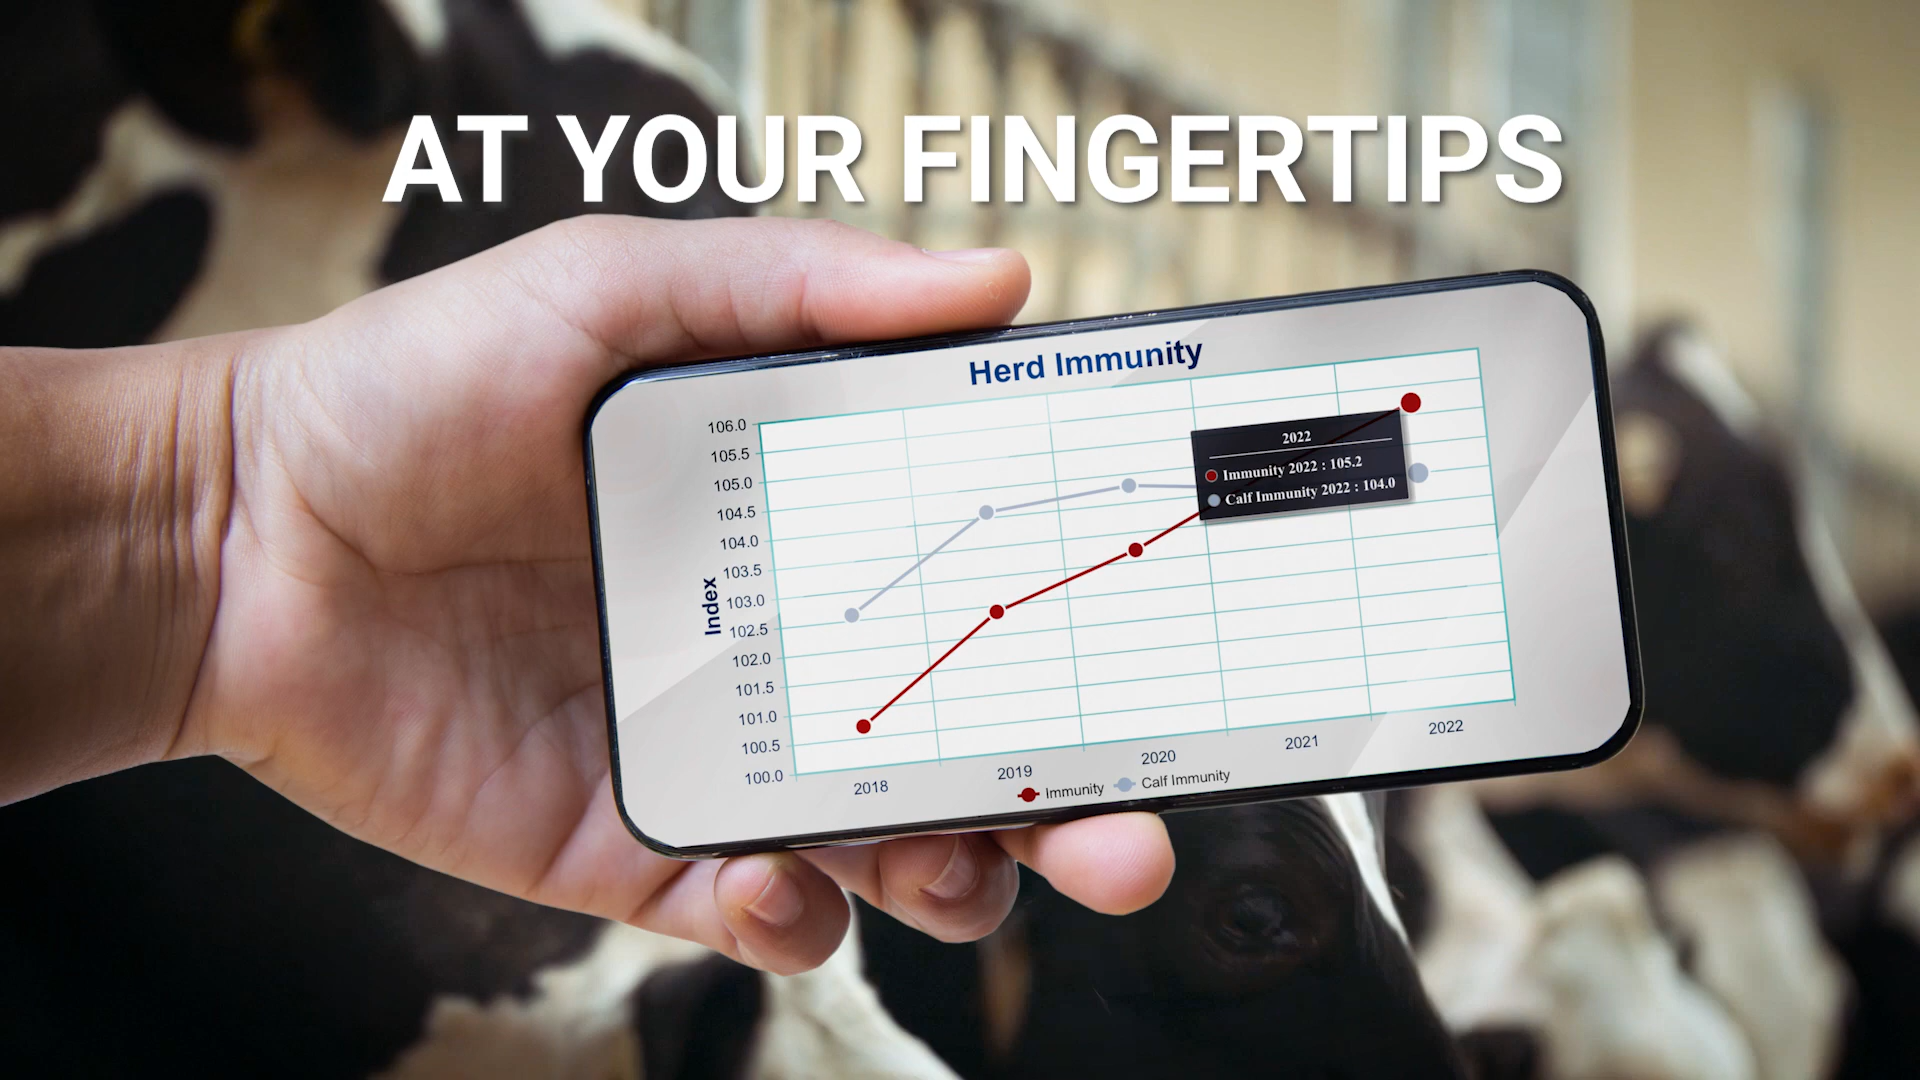 AT YOUR FINGERTIPS
Herd Immunity
106.0
105.5
105.0
104.5
104.0
103.5
103.0
102.5
102.0
101.5
101.0
100.5
100.0
Index
2022
Immunity 2022 : 105.2
Calf Immunity 2022 : 104.0
2018
2019
2020
2021
2022
Immunity
Calf Immunity